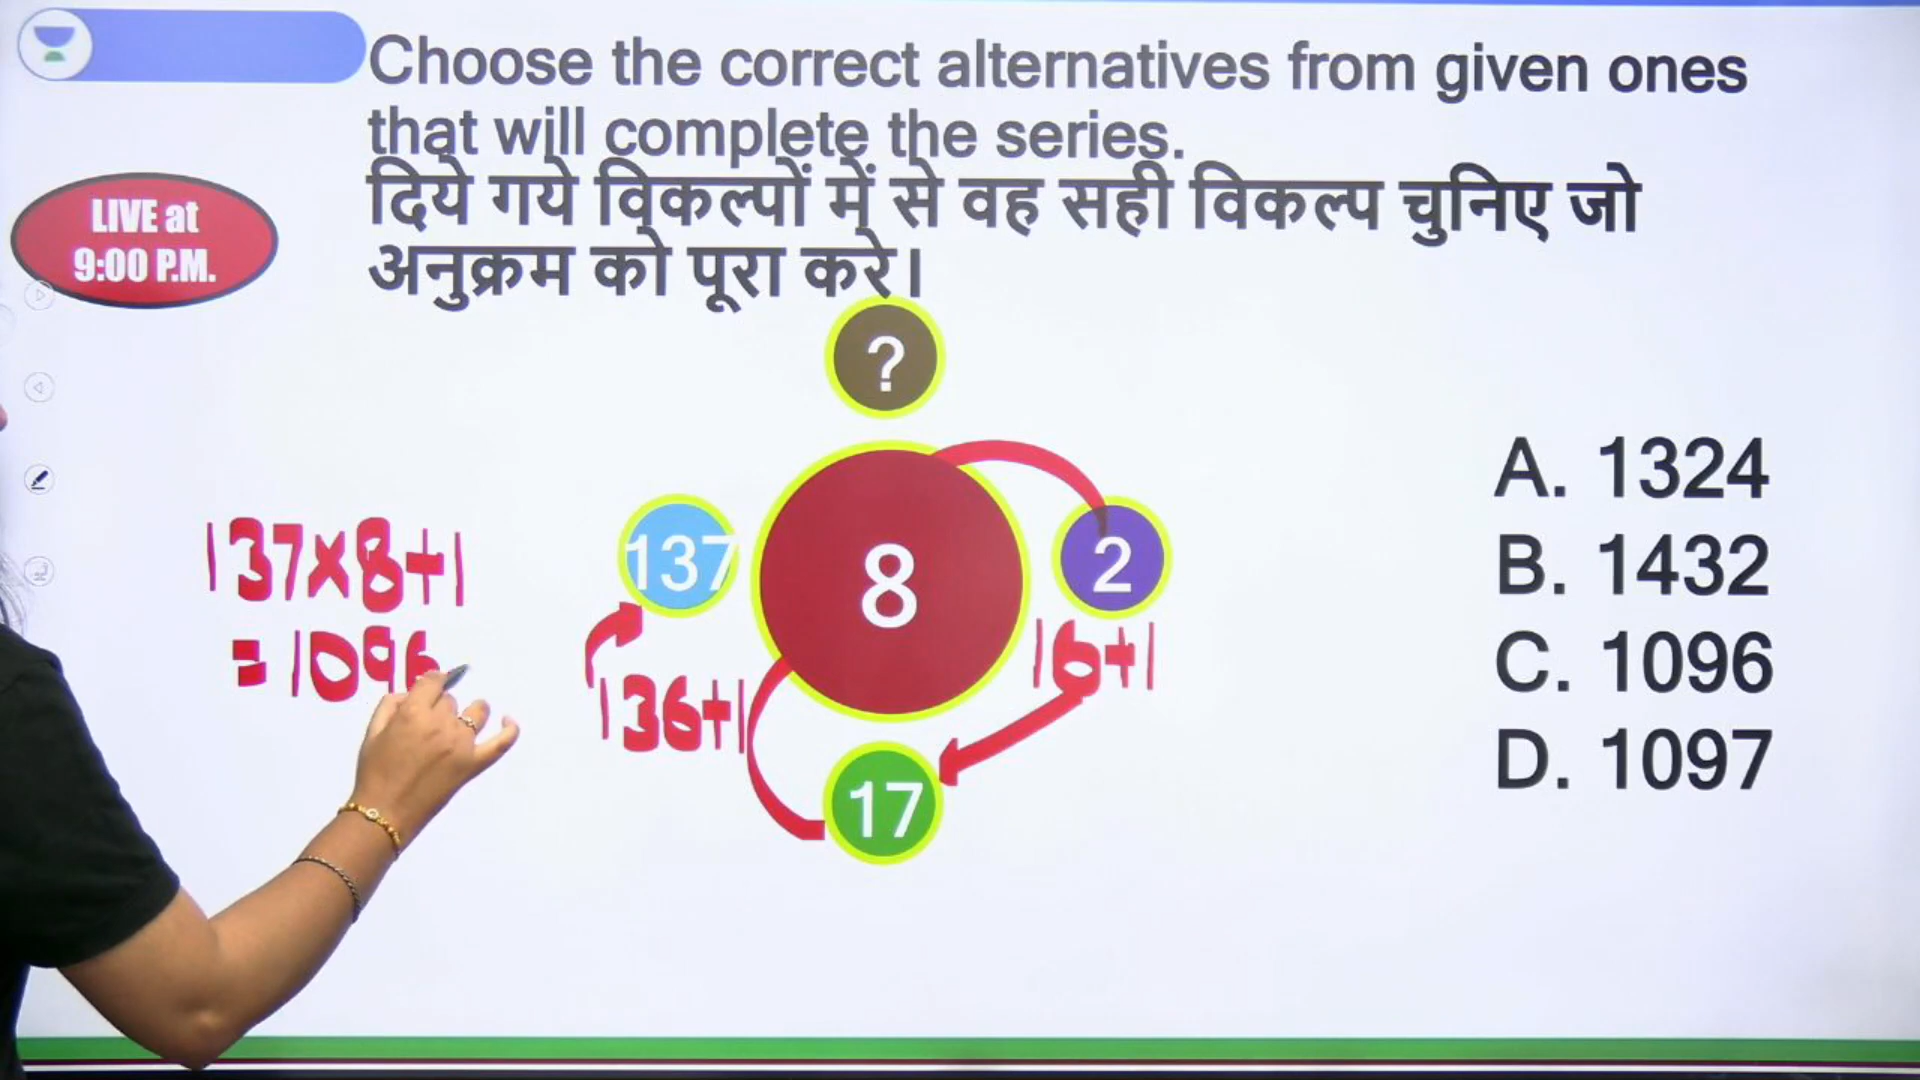 Choose the correct alternatives from given ones
that will complete the series.
दिये गये विकल्पों में से वह सही विकल्प चुनिए जो
अनुक्रम को पूरा करे।
LIVE at
9:00 P.M.
?
137
8
2
17
137×8+1
=1096
136+1
16+1
A. 1324
B. 1432
C. 1096
D. 1097